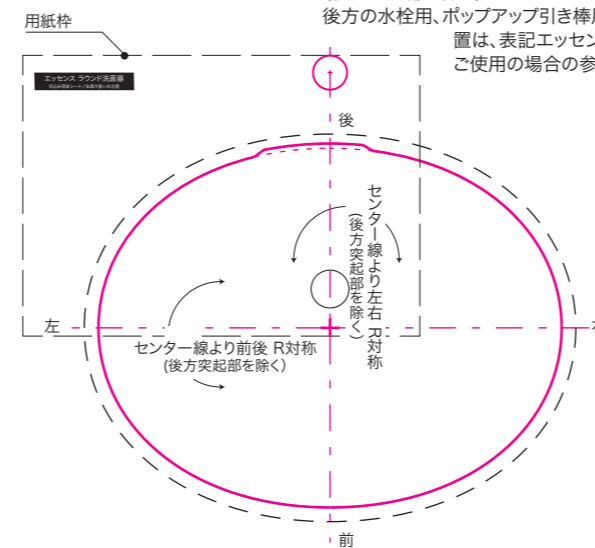 後方の水栓用、ポップアップ引き棒用
置は、表記エッセン
ご使用の場合の参
用紙枠
エッセンス ラウンド洗面器
後
センター線より左右 R対称
(後方突起部を除く)
左
センター線より前後 R対称
(後方突起部を除く)
前